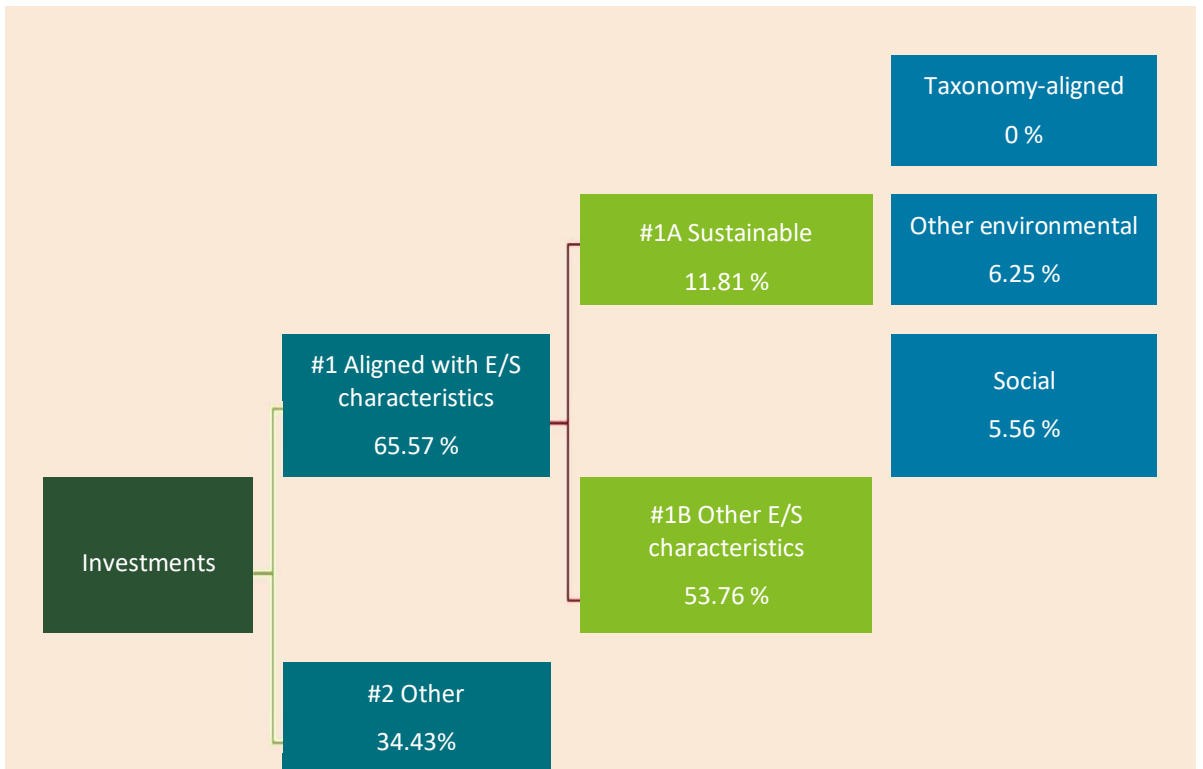 Taxonomy-aligned
0 %
#1A Sustainable
11.81 %
Other environmental
6.25 %
#1 Aligned with E/S
characteristics
65.57 %
Social
5.56 %
Investments
#1B Other E/S
characteristics
53.76 %
#2 Other
34.43%